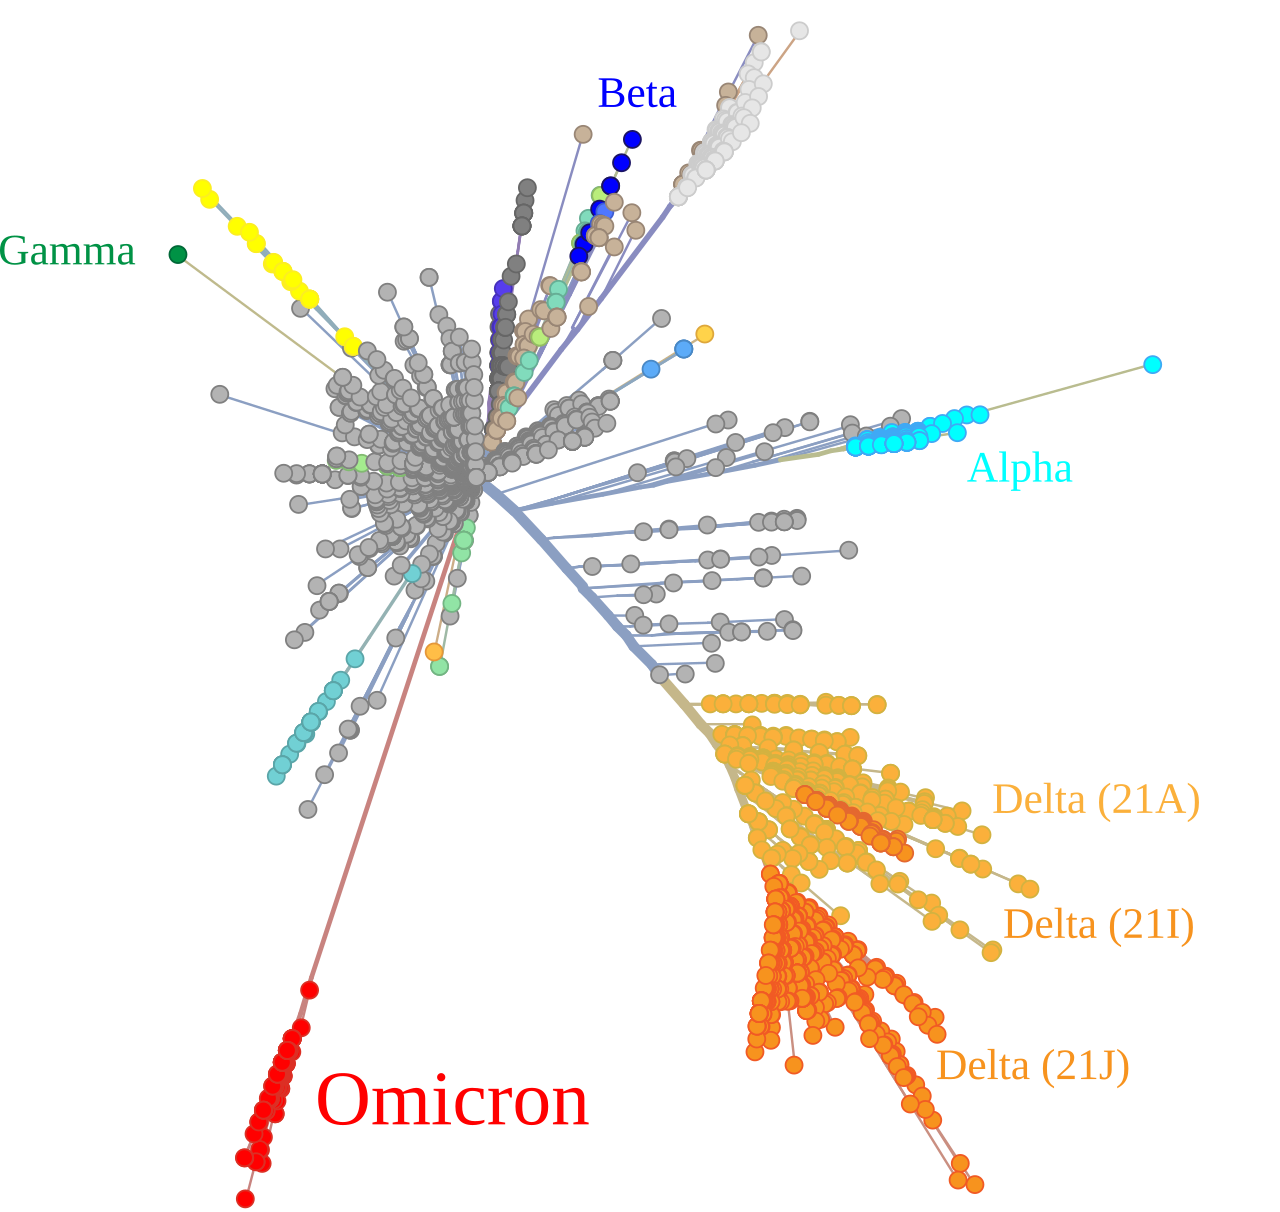 Beta
Gamma
Alpha
Delta (21A)
Delta (21I)
Delta (21J)
Omicron